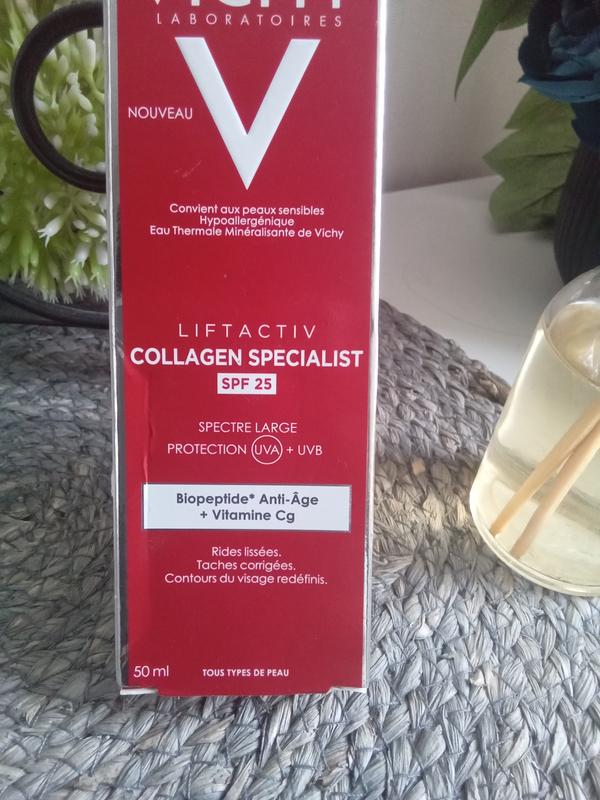 VICHY
LABORATOIRES
NOUVEAU
Convient aux peaux sensibles
Hypoallergénique
Eau Thermale Minéralisante de Vichy
LIFTACTIV
COLLAGEN SPECIALIST
SPF 25
SPECTRE LARGE
PROTECTION UVA + UVB
Biopeptide* Anti-Âge
+ Vitamine Cg
Rides lissées.
Taches corrigées.
Contours du visage redéfinis.
50 ml TOUS TYPES DE PEAU